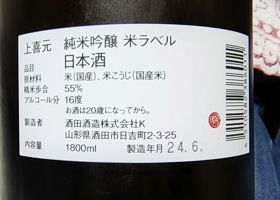 上喜元 純米吟醸 米ラベル
品目 日本酒
原材料 米(国産)、米こうじ(国産米)
精米歩合 55%
アルコール分 16度
お酒は20歳になってから。
製造者 酒田酒造株式会社K
山形県酒田市日吉町2-3-25
内容量 1800ml 製造年月 24.6.